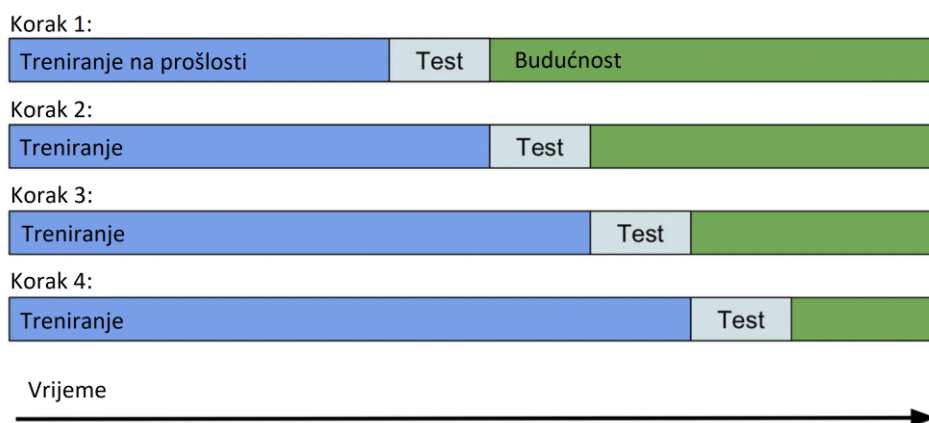 Korak 1:
Treniranje na prošlosti Test Budućnost
Korak 2:
Treniranje Test
Korak 3:
Treniranje Test
Korak 4:
Treniranje Test
Vrijeme